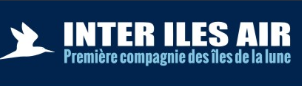 INTER ILES AIR
Première compagnie des îles de la lune